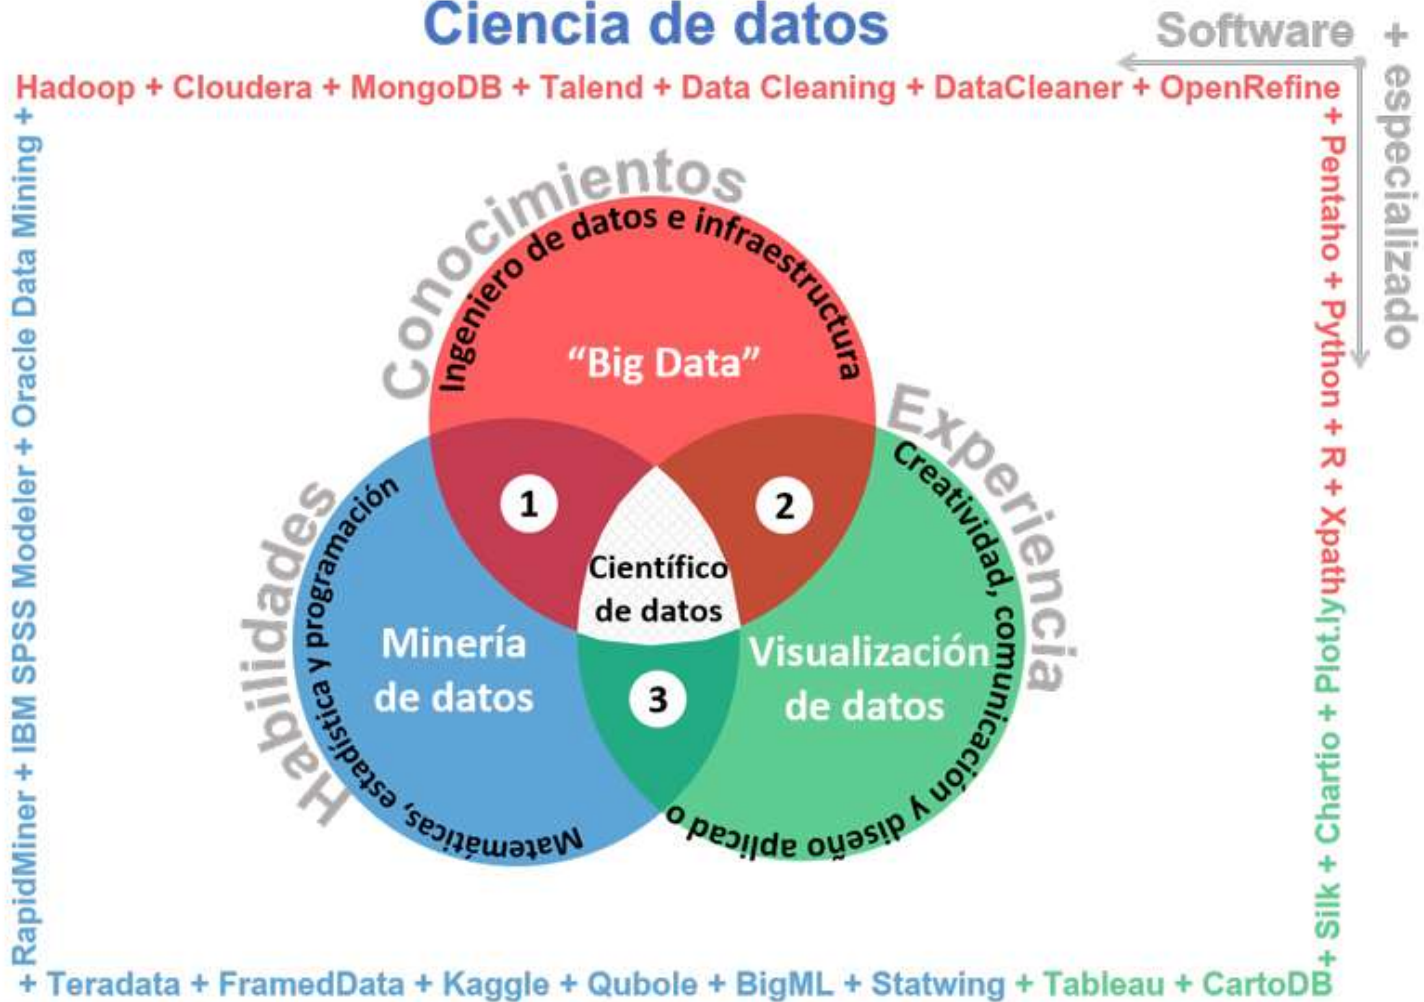 Ciencia de datos
Software + especializado
Hadoop + Cloudera + MongoDB + Talend + Data Cleaning + DataCleaner + OpenRefine
+ Pentaho + Python + R + Xpath
+ Silk + Chartio + Plot.ly
+ Teradata + FramedData + Kaggle + Qubole + BigML + Statwing + Tableau + CartoDB
RapidMiner + IBM SPSS Modeler + Oracle Data Mining +
Conocimientos
Ingeniero de datos e infraestructura
“Big Data”
Experiencia
Creatividad, comunicación y diseño aplicad o
Habilidades
Matemáticas, estadística y programación
1
2
Científico
de datos
Minería
de datos
Visualización
de datos
3